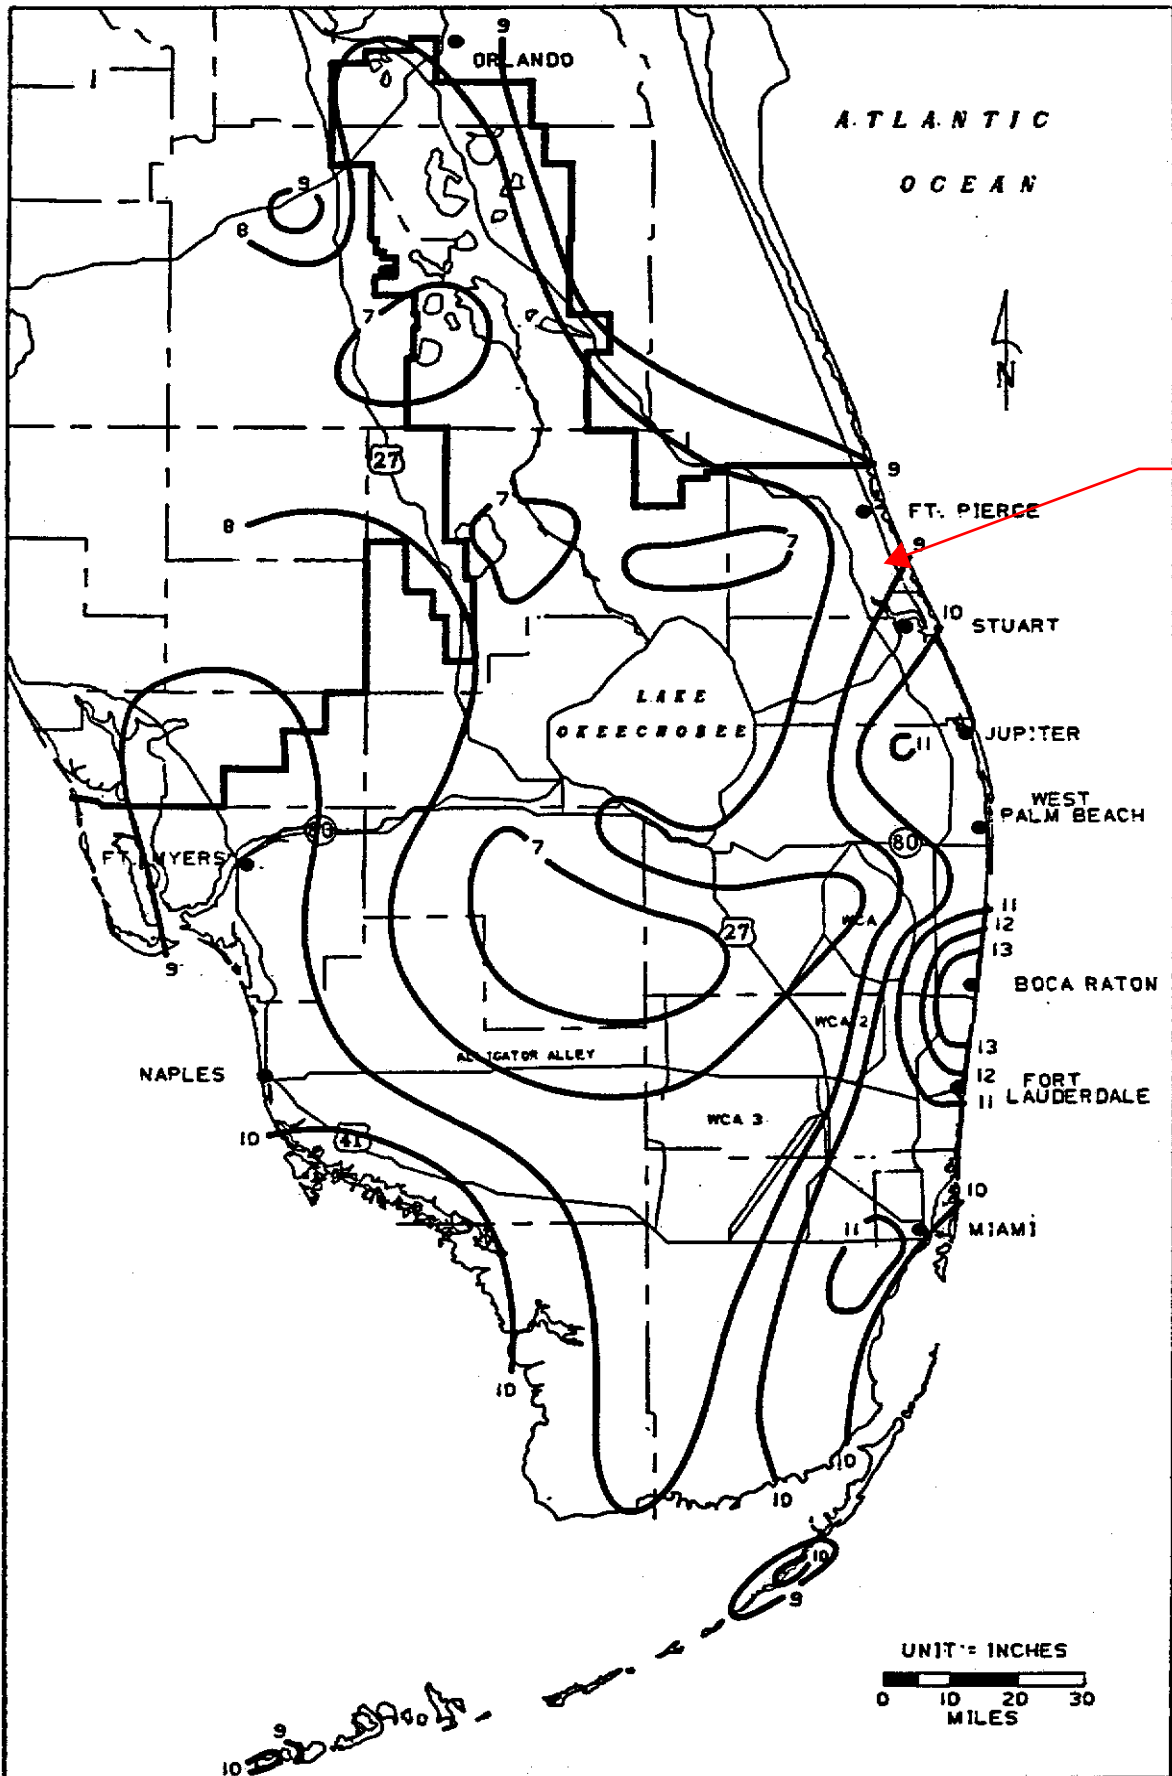 9
ORLANDO
ATLANTIC
OCEAN
9
8
N
7
27
9
7
8
FT. PIERCE
7
9
10
STUART
LAKE
OKEECHOBEE
JUPITER
11
WEST
PALM BEACH
80
80
FT. MYERS
7
11
WCA
12
27
13
9
BOCA RATON
WCA 2
ALLIGATOR ALLEY
13
NAPLES
12
FORT
LAUDERDALE
11
WCA 3
10
41
10
11
MIAMI
10
10
10
10
9
UNIT = INCHES
0 10 20 30
MILES
9
10